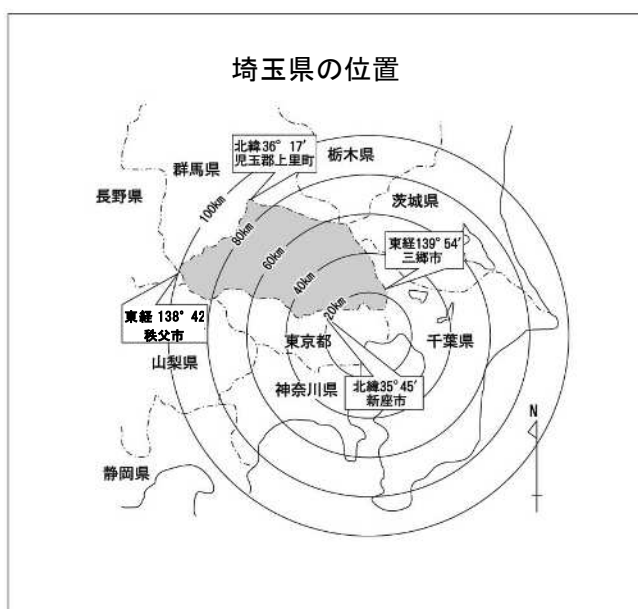 埼玉県の位置
北緯36° 17′
児玉郡上里町
栃木県
群馬県
長野県
茨城県
100km
80km
60km
40km
20km
東経139° 54′
三郷市
東経 138° 42
秩父市
東京都
千葉県
山梨県
神奈川県
北緯35° 45′
新座市
N
静岡県